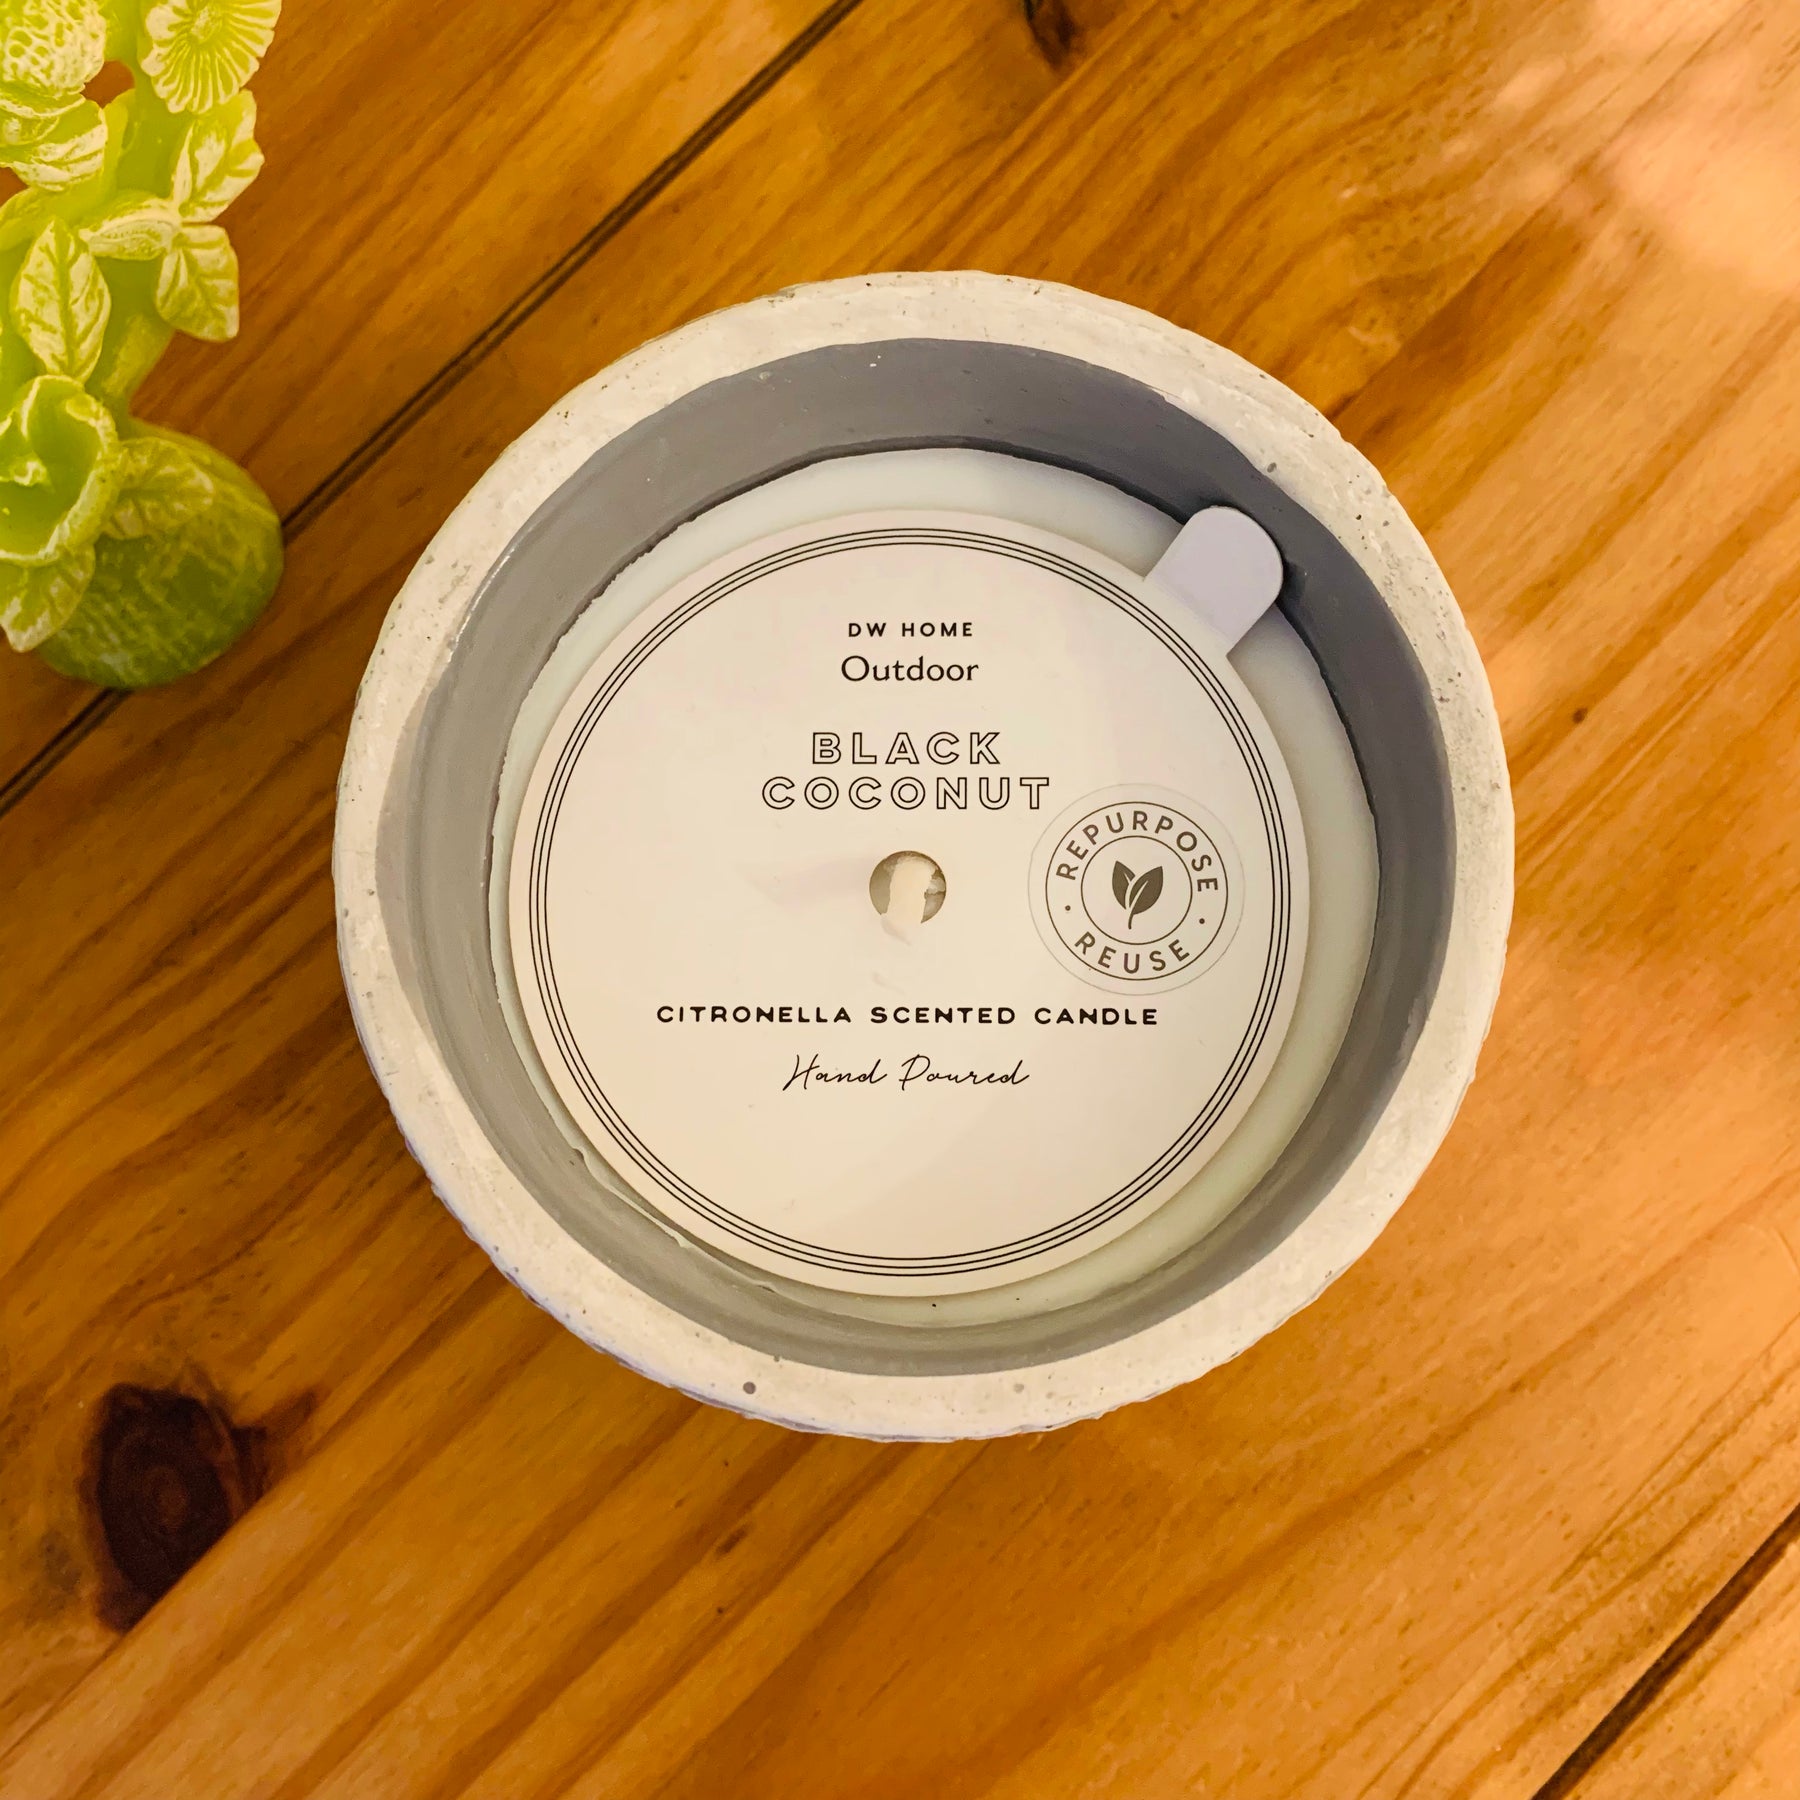 DW HOME
Outdoor
BLACK
COCONUT
REPURPOSE
REUSE
CITRONELLA SCENTED CANDLE
Hand Poured